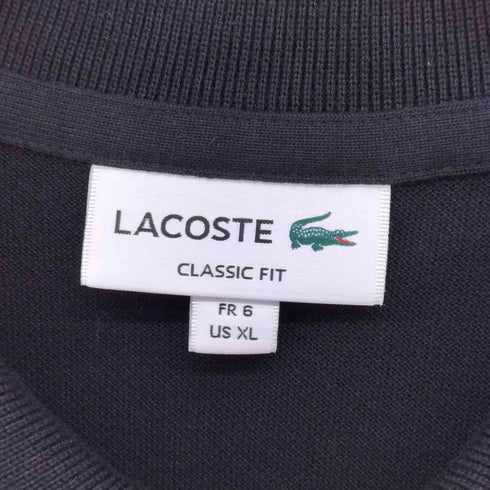 LACOSTE
CLASSIC FIT
FR 6
US XL